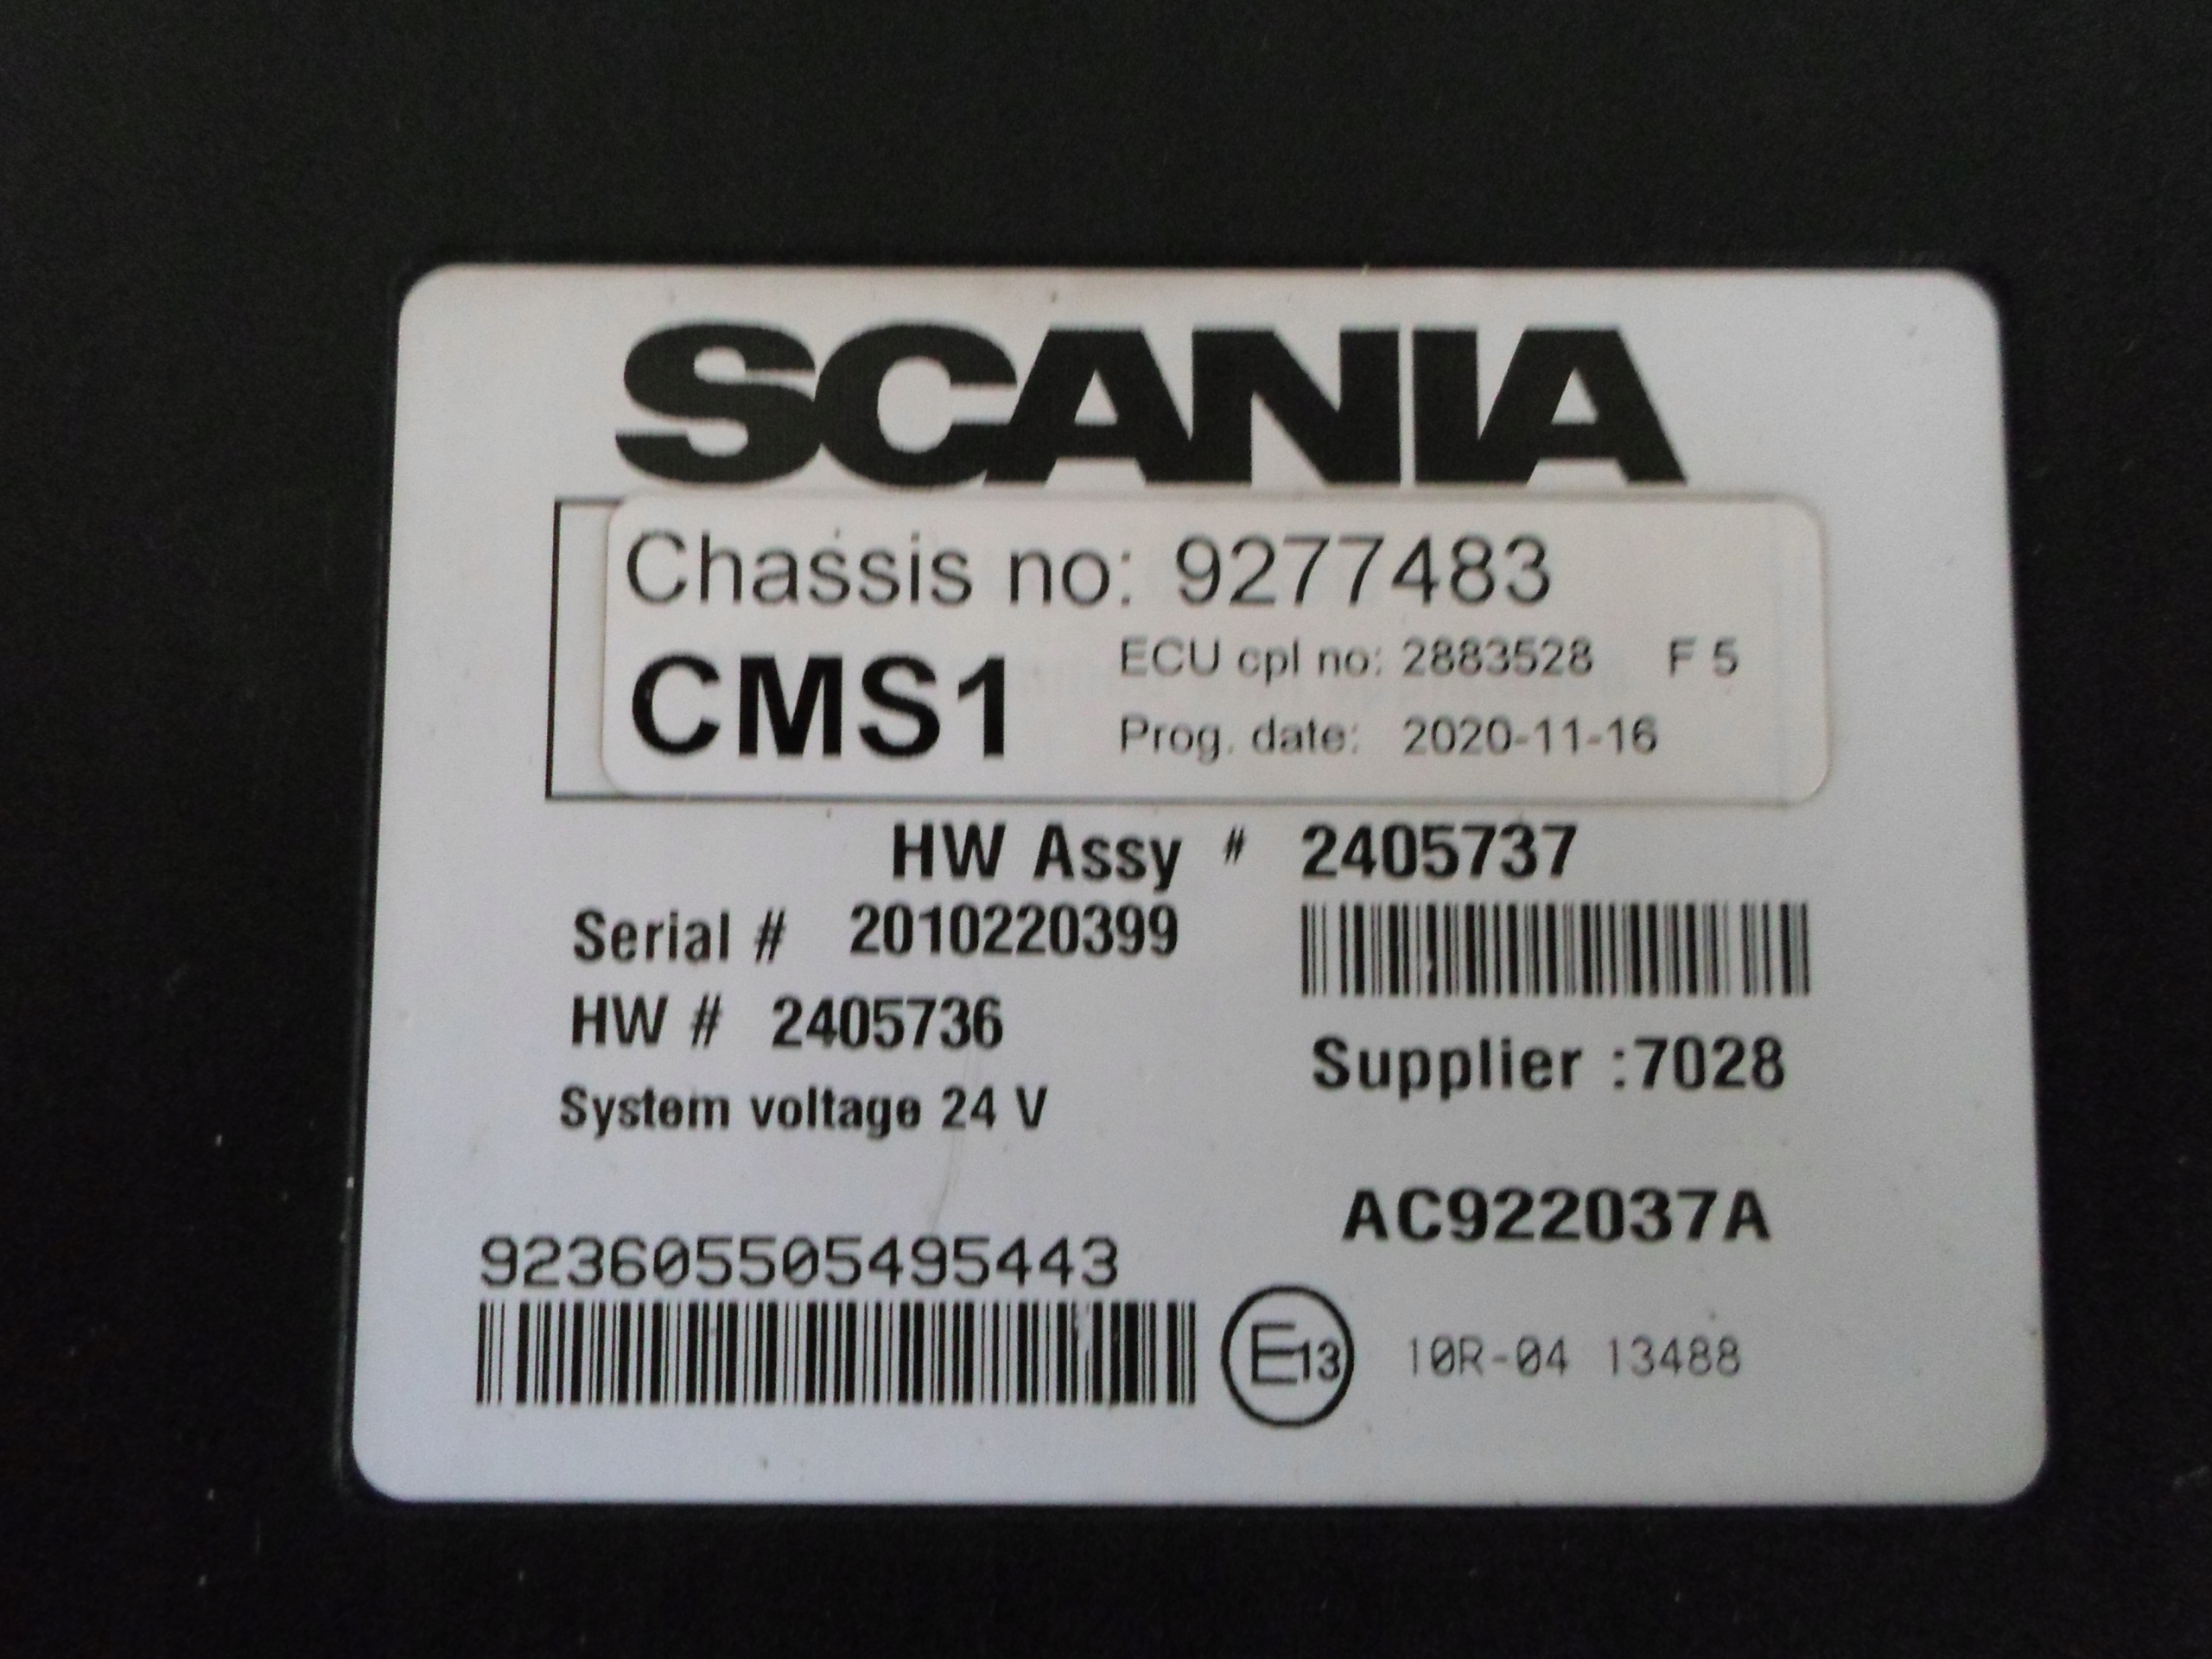 SCANIA
Chassis no: 9277483
CMS1
ECU cpl no: 2883528 F 5
Prog. date: 2020-11-16
HW Assy # 2405737
Serial # 2010220399
HW # 2405736
Supplier :7028
System voltage 24 V
AC922037A
923605505495443
E13 10R-04 13488